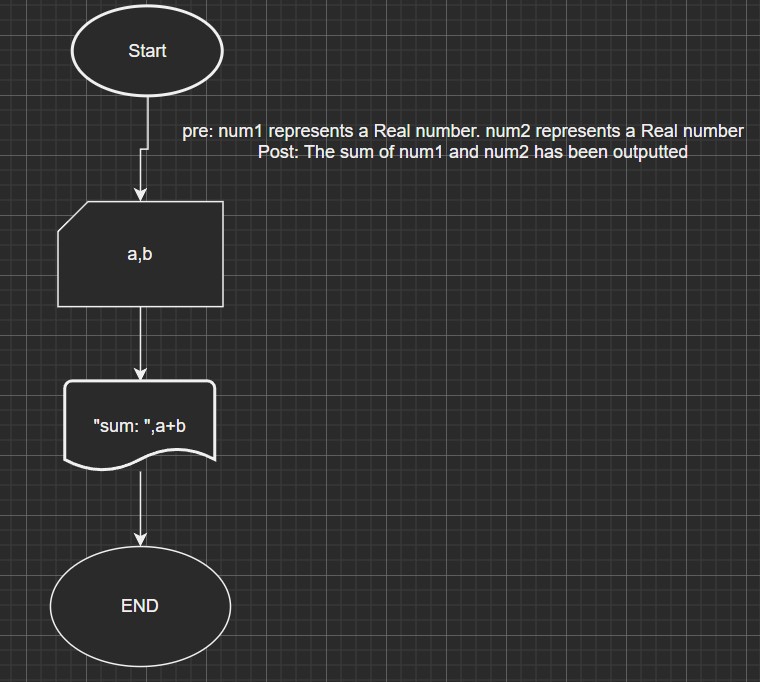 Start
pre: num1 represents a Real number. num2 represents a Real number
Post: The sum of num1 and num2 has been outputted
a,b
"sum: ",a+b
END